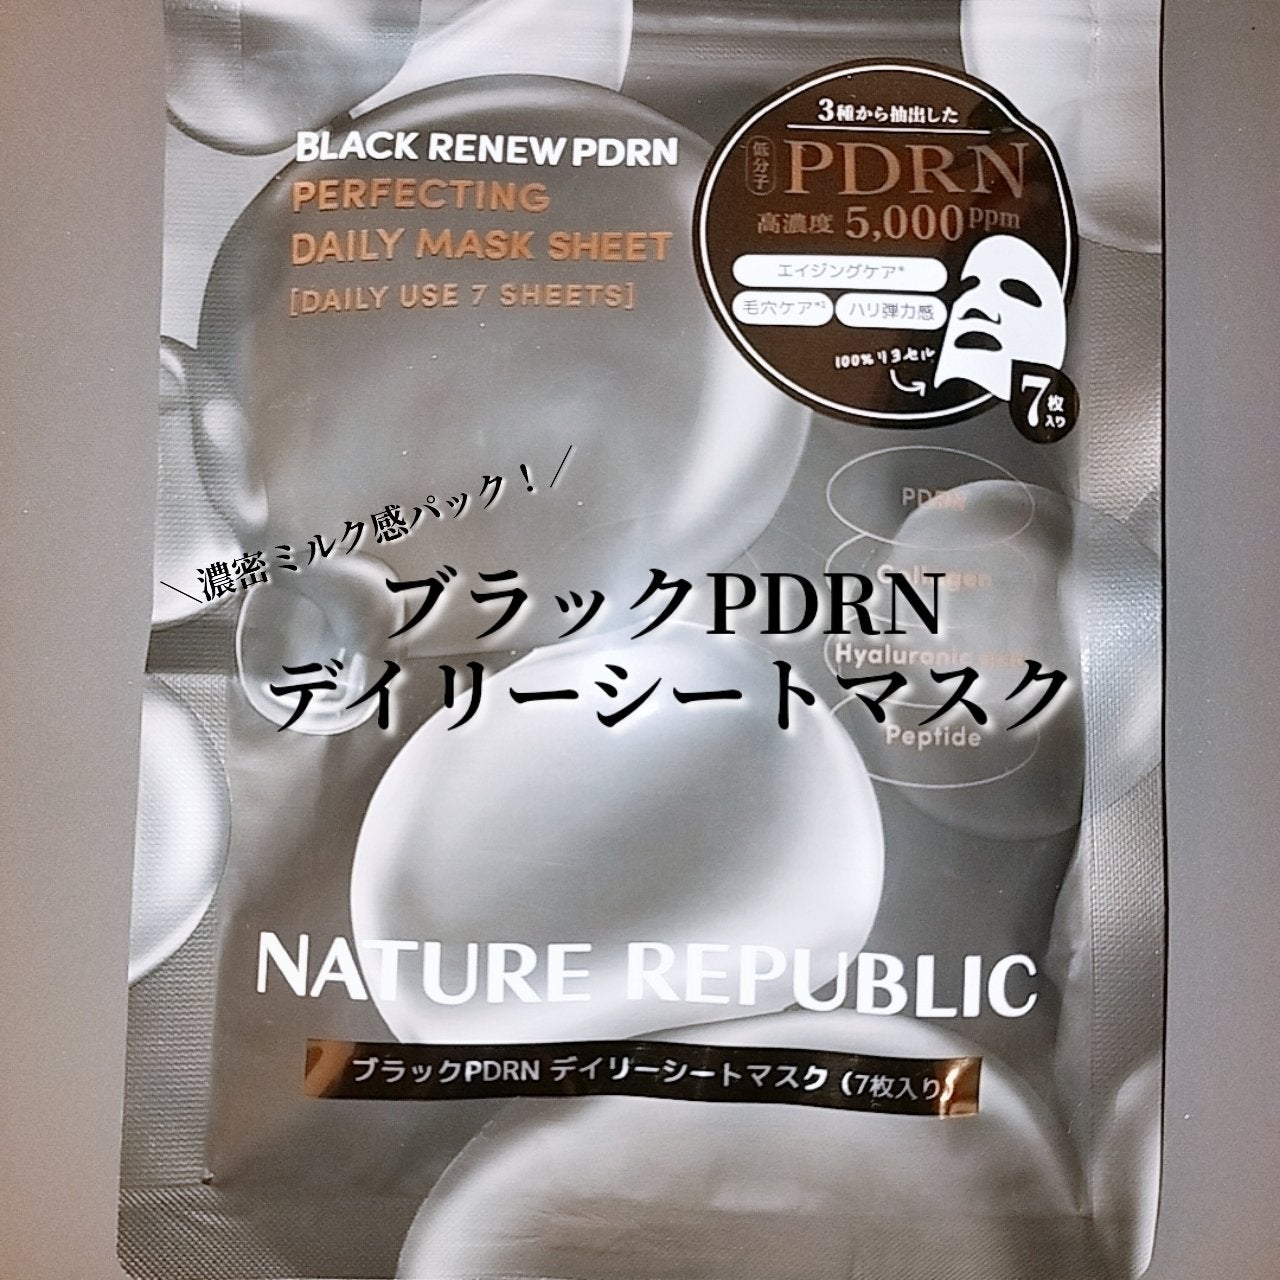 BLACK RENEW PDRN
PERFECTING
DAILY MASK SHEET
[DAILY USE 7 SHEETS]
3種から抽出した
低分子 PDRN
高濃度 5,000ppm
エイジングケア*
毛穴ケア*¹ ハリ弾力感
100%リヨセル
7枚入り
\濃密ミルク感パック!/
ブラックPDRN
デイリーシートマスク
PDRN
Collagen
Hyaluronic
Peptide
NATURE REPUBLIC
ブラックPDRN デイリーシートマスク (7枚入り)